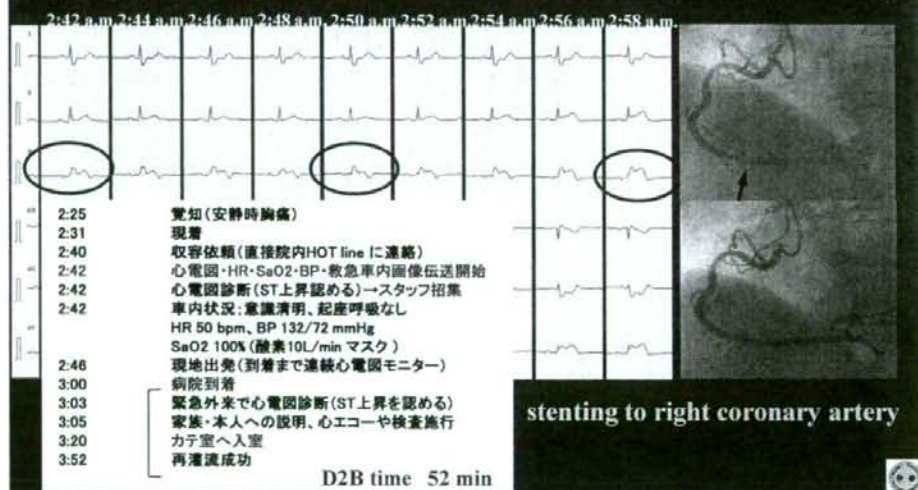 2:42 a.m. 2:44 a.m. 2:46 a.m. 2:48 a.m. 2:50 a.m. 2:52 a.m. 2:54 a.m. 2:56 a.m. 2:58 a.m.
2:25 覚知(安静時胸痛)
2:31 現着
2:40 収容依頼(直接院内HOT line に連絡)
2:42 心電図・HR・SaO2・BP・救急車内画像伝送開始
2:42 心電図診断(ST上昇認める)→スタッフ招集
2:42 車内状況:意識清明、起座呼吸なし
HR 50 bpm、BP 132/72 mmHg
SaO2 100%(酸素10L/min マスク)
2:46 現地出発(到着まで連続心電図モニター)
3:00 病院到着
3:03 緊急外来で心電図診断(ST上昇を認める)
3:05 家族・本人への説明、心エコーや検査施行
3:20 カテ室へ入室
3:52 再灌流成功
D2B time 52 min
stenting to right coronary artery